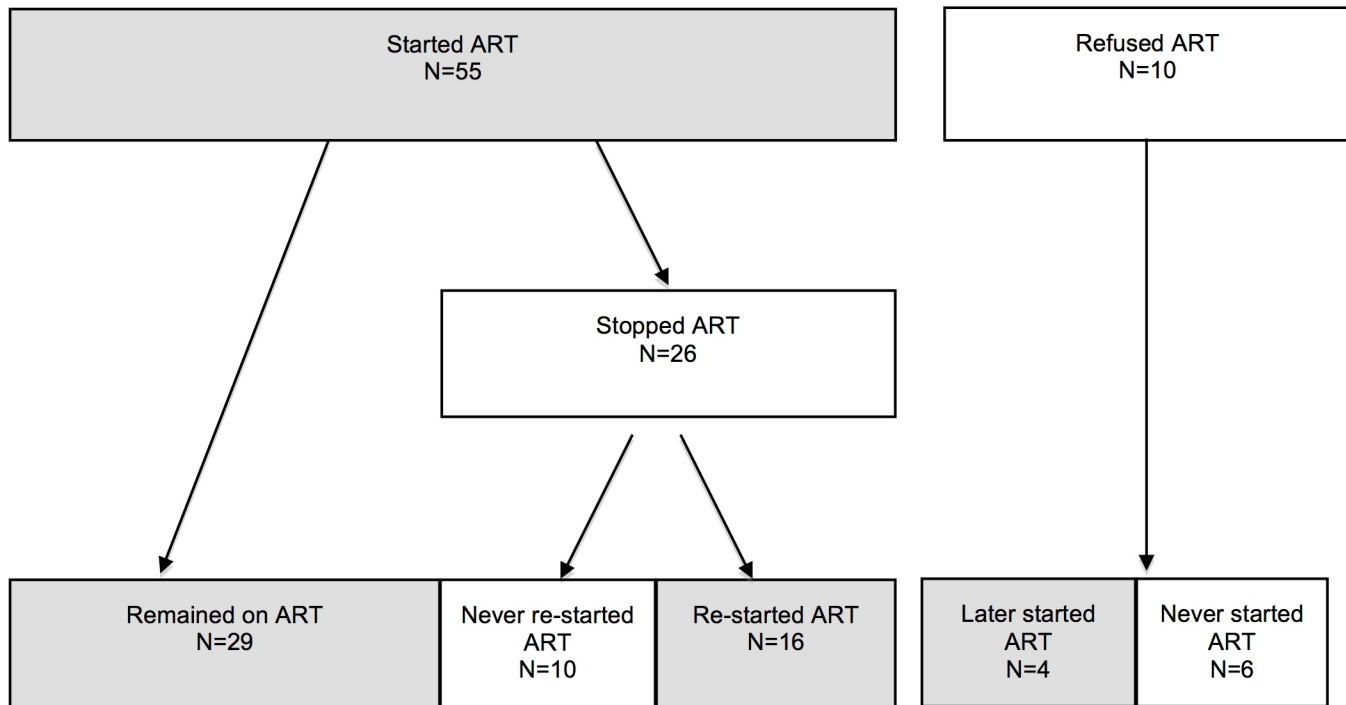 Started ART
N=55
Refused ART
N=10
Stopped ART
N=26
Remained on ART
N=29
Never re-started
ART
N=10
Re-started ART
N=16
Later started
ART
N=4
Never started
ART
N=6